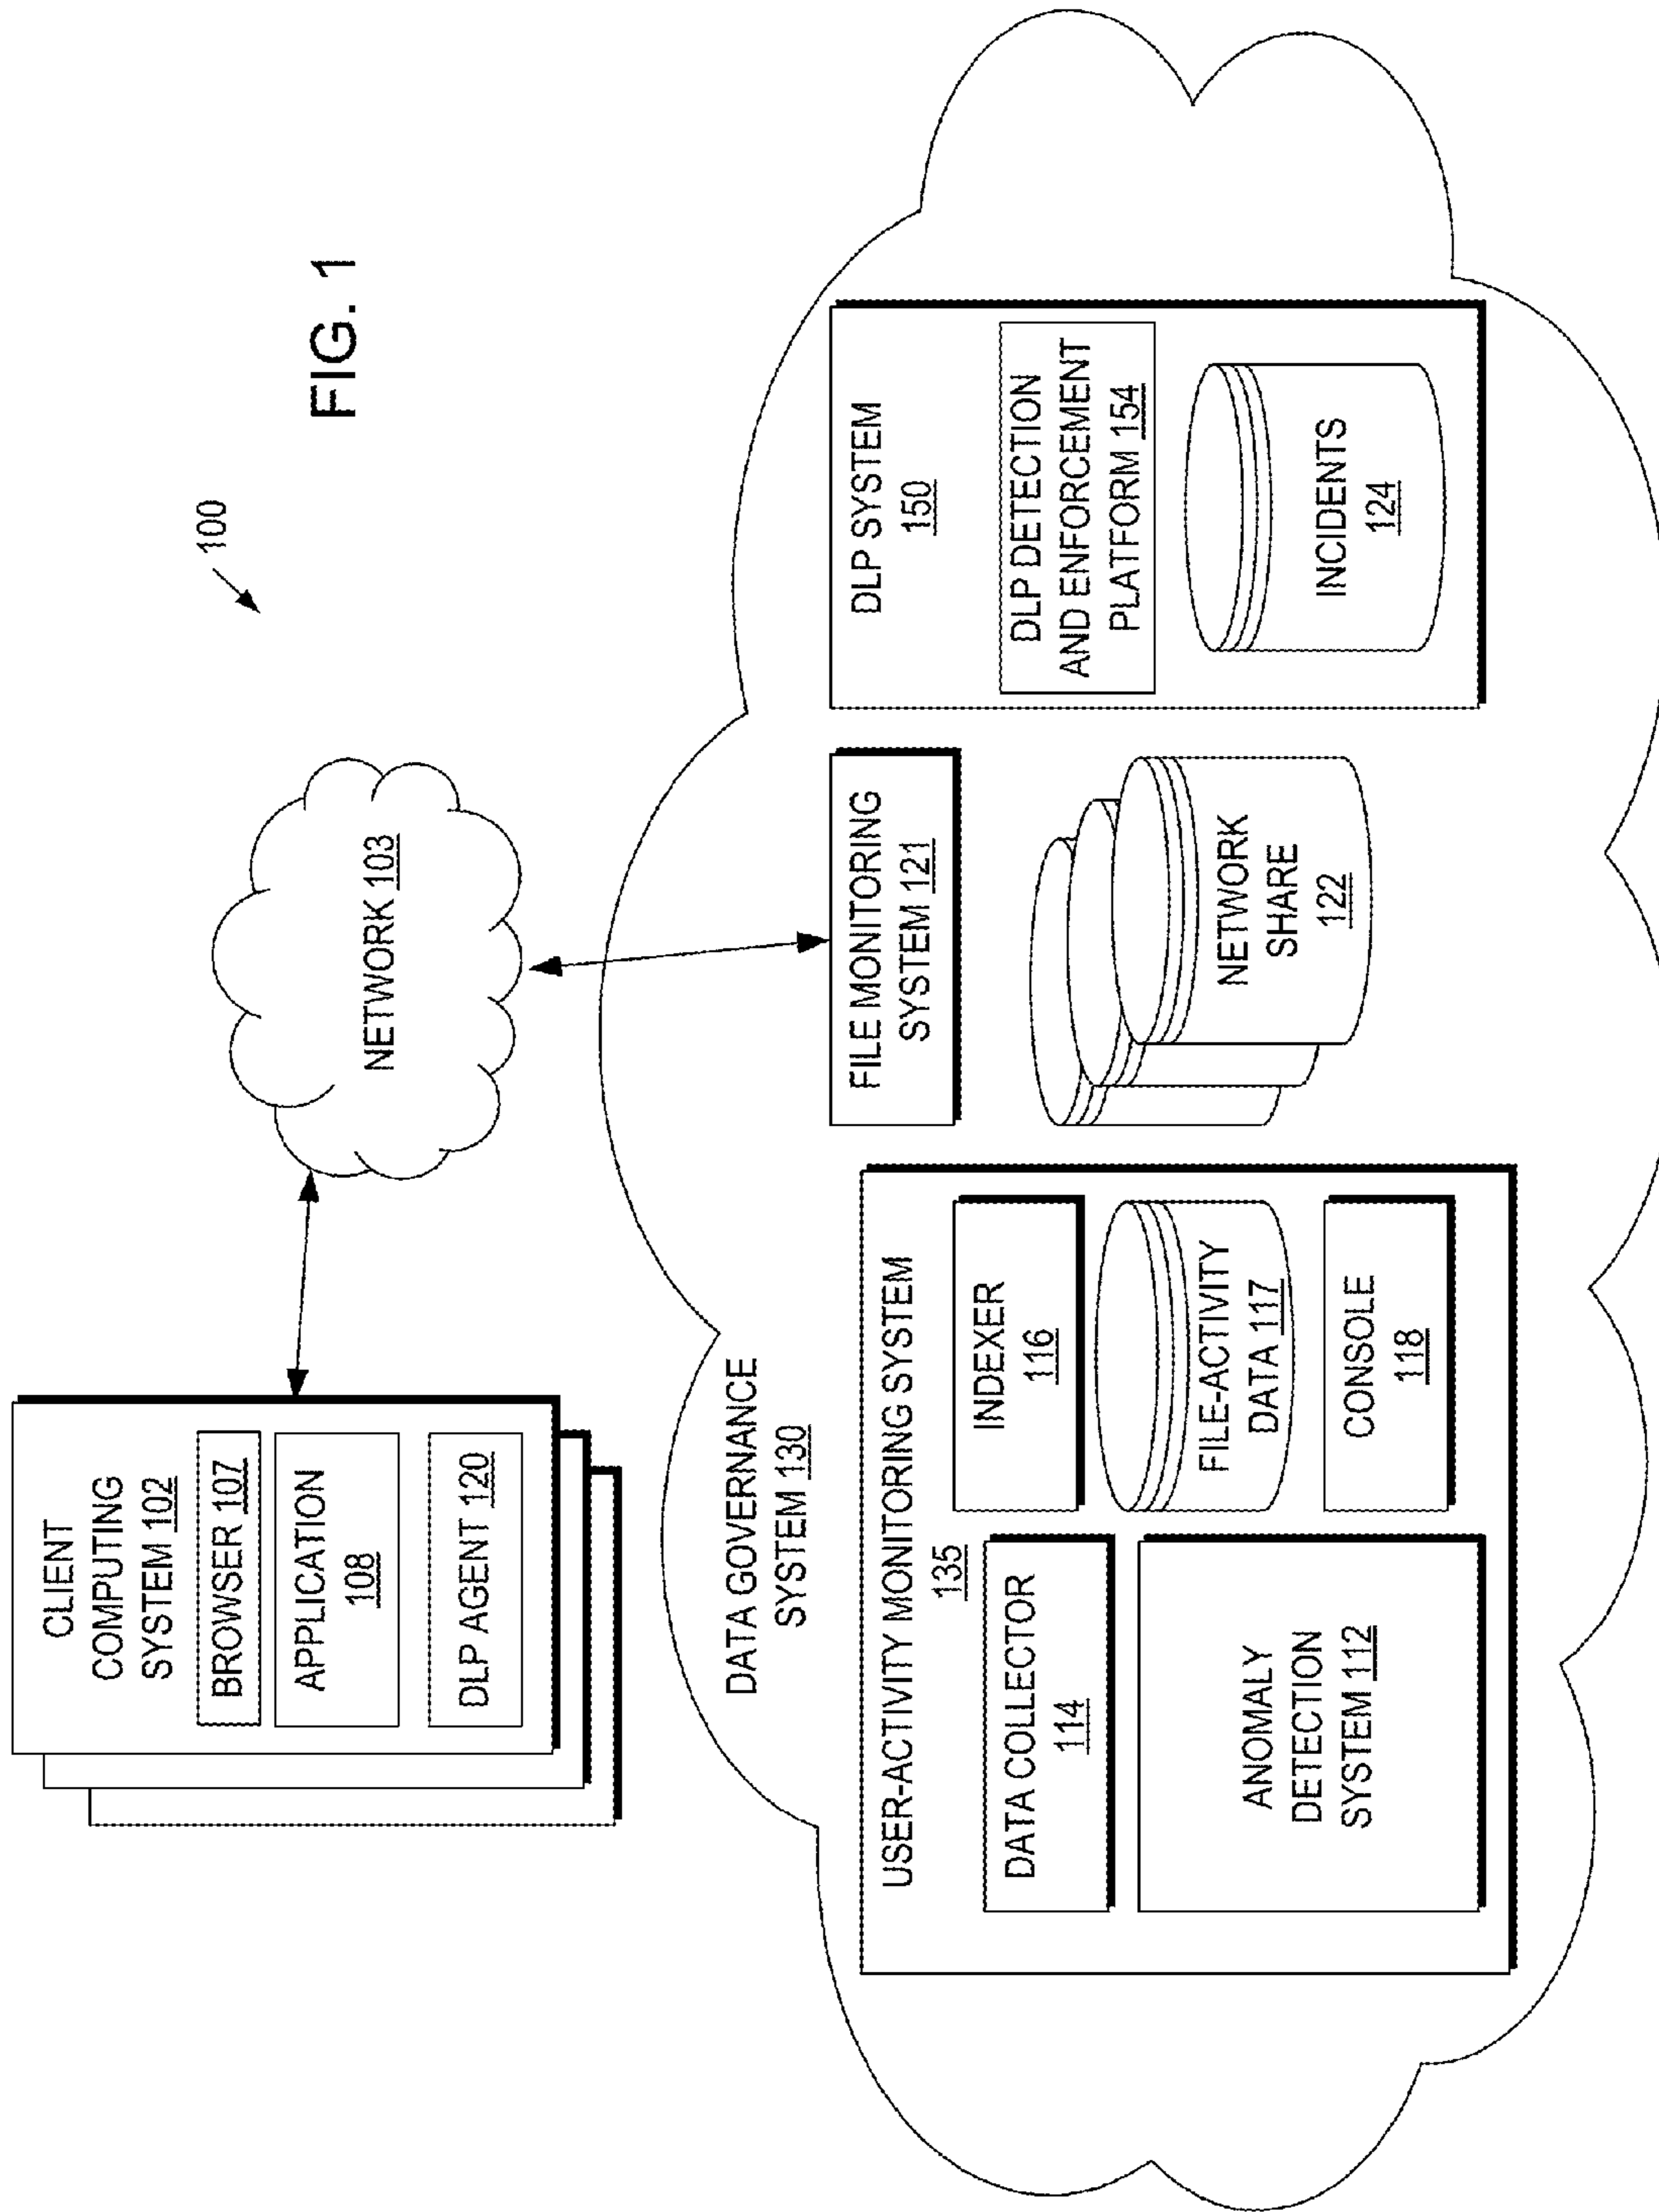 FIG. 1
100
CLIENT
COMPUTING
SYSTEM 102
BROWSER 107
APPLICATION
108
DLP AGENT 120
NETWORK 103
DATA GOVERNANCE
SYSTEM 130
USER-ACTIVITY MONITORING SYSTEM
135
DATA COLLECTOR
114
ANOMALY
DETECTION
SYSTEM 112
INDEXER
116
FILE-ACTIVITY
DATA 117
CONSOLE
118
FILE MONITORING
SYSTEM 121
NETWORK
SHARE
122
DLP SYSTEM
150
DLP DETECTION
AND ENFORCEMENT
PLATFORM 154
INCIDENTS
124